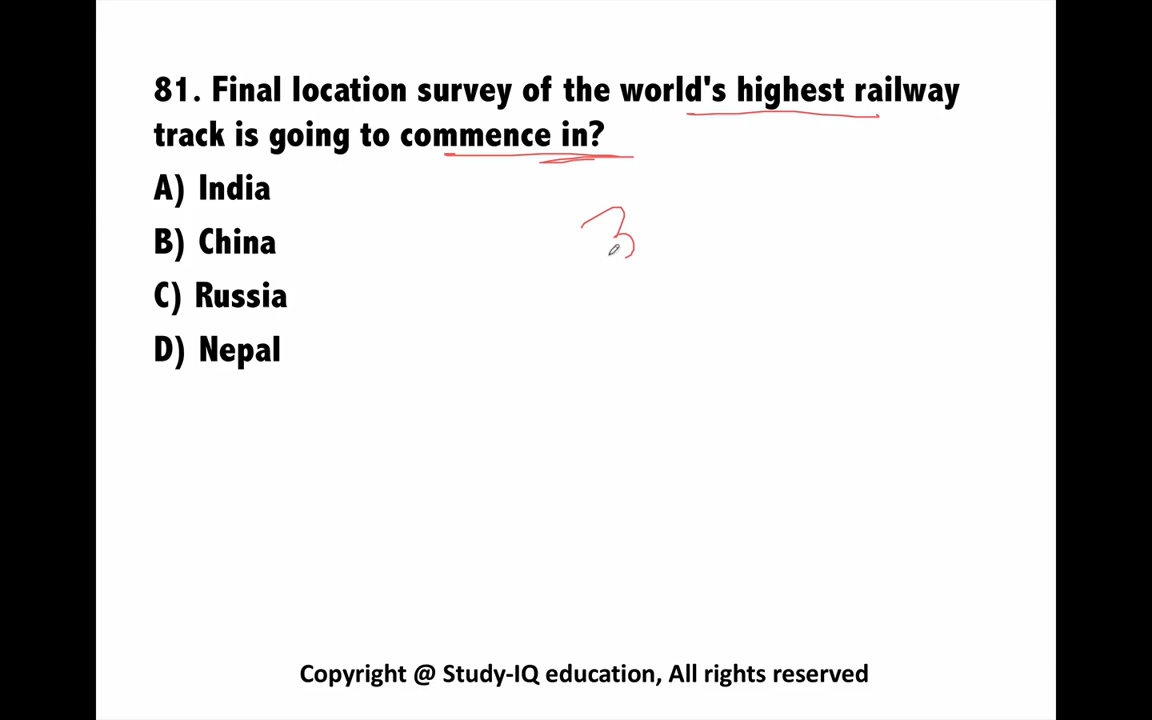 81. Final location survey of the world's highest railway
track is going to commence in?
A) India
B) China
C) Russia
D) Nepal
3
Copyright @ Study-IQ education, All rights reserved